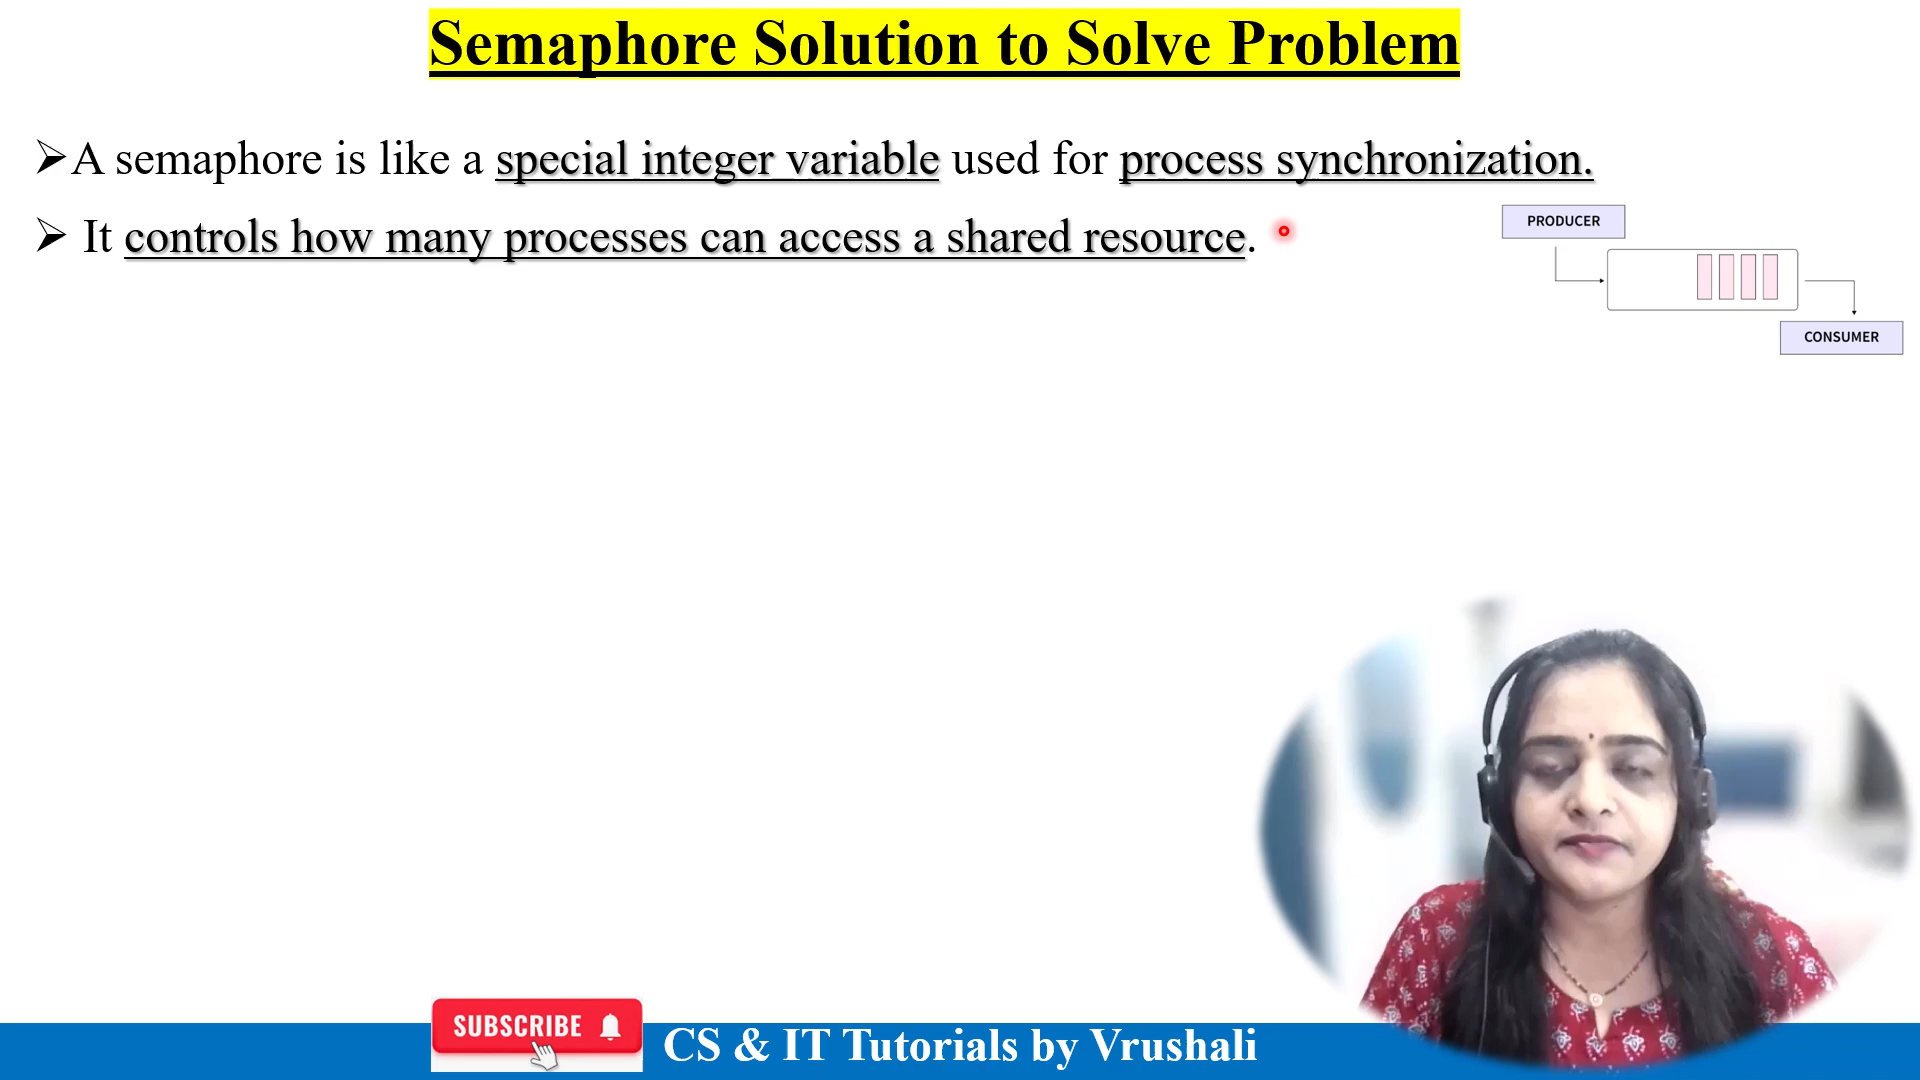 Semaphore Solution to Solve Problem
➢A semaphore is like a special integer variable used for process synchronization.
➢ It controls how many processes can access a shared resource.
PRODUCER
CONSUMER
SUBSCRIBE
CS & IT Tutorials by Vrushali